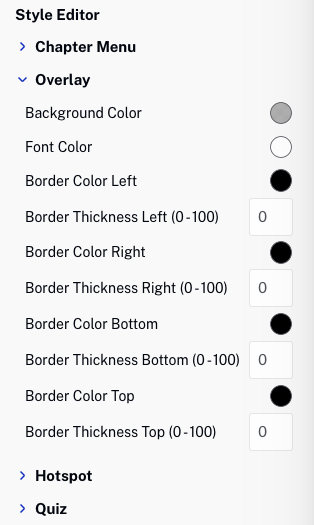 Style Editor
Chapter Menu
Overlay
Background Color
Font Color
Border Color Left
Border Thickness Left (0-100) 0
Border Color Right
Border Thickness Right (0-100) 0
Border Color Bottom
Border Thickness Bottom (0-100) 0
Border Color Top
Border Thickness Top (0-100) 0
Hotspot
Quiz